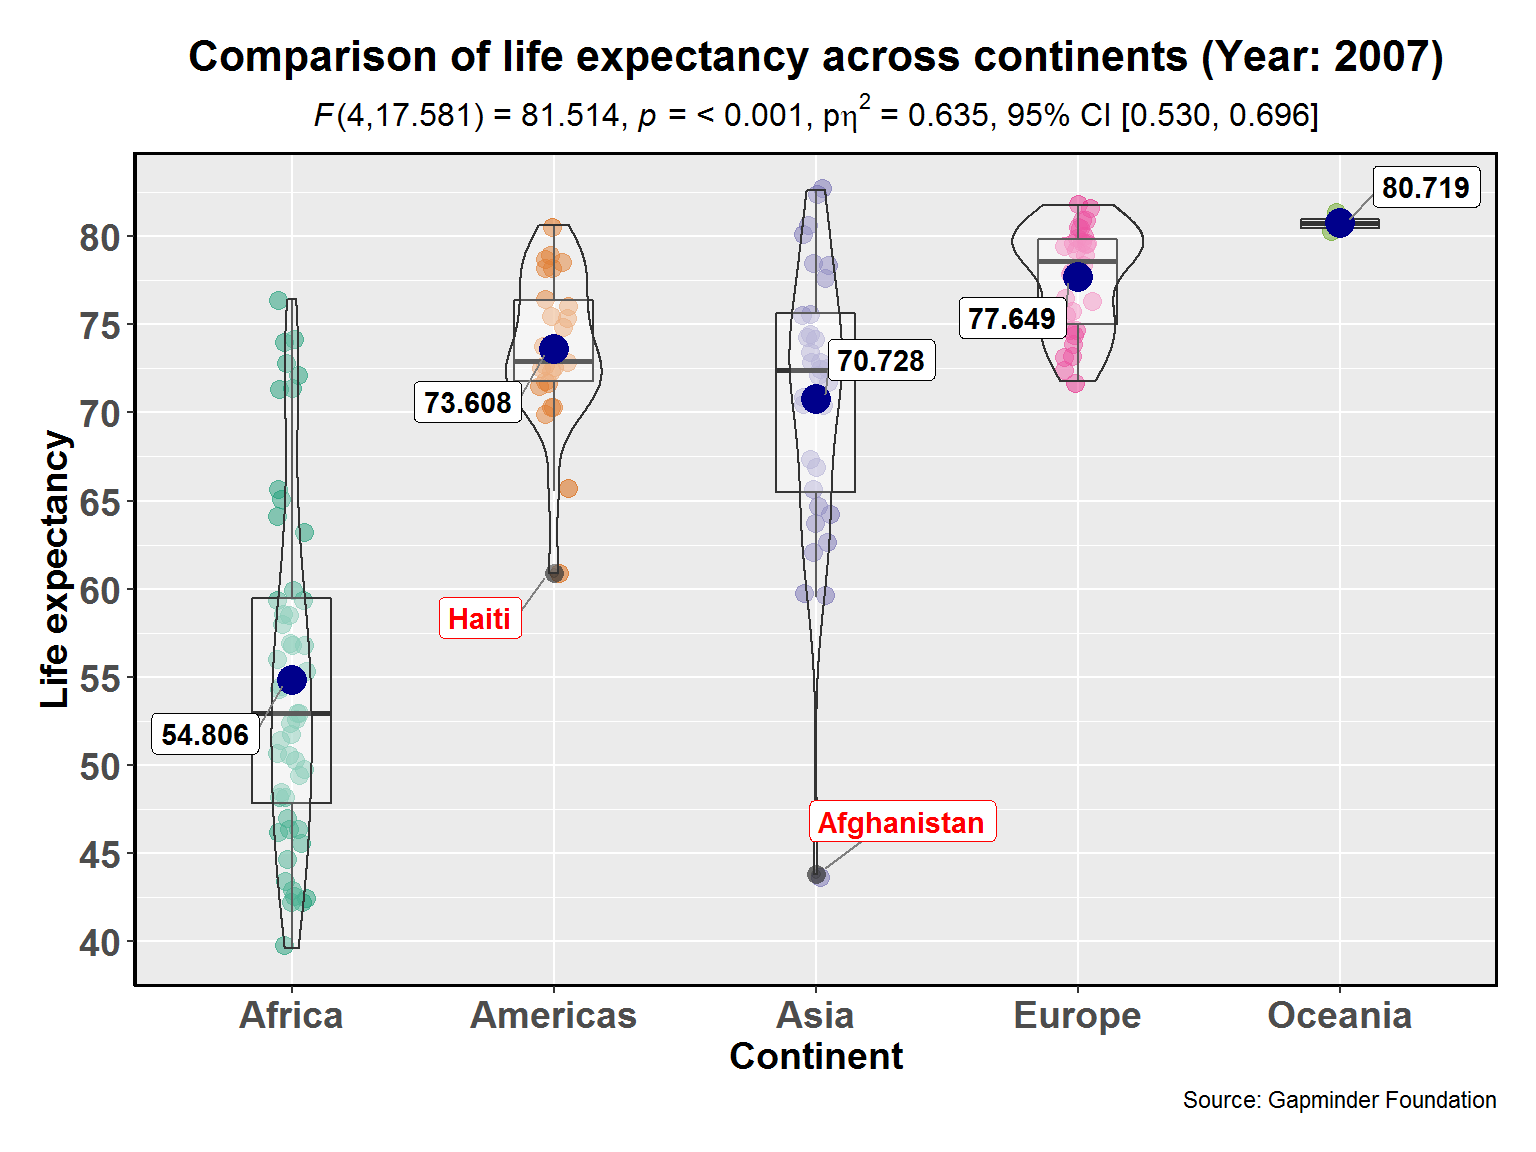 Comparison of life expectancy across continents (Year: 2007)
F(4,17.581) = 81.514, p = < 0.001, pη² = 0.635, 95% CI [0.530, 0.696]
Life expectancy
80
75
70
65
60
55
50
45
40
80.719
77.649
70.728
73.608
Haiti
54.806
Afghanistan
Africa
Americas
Asia
Europe
Oceania
Continent
Source: Gapminder Foundation